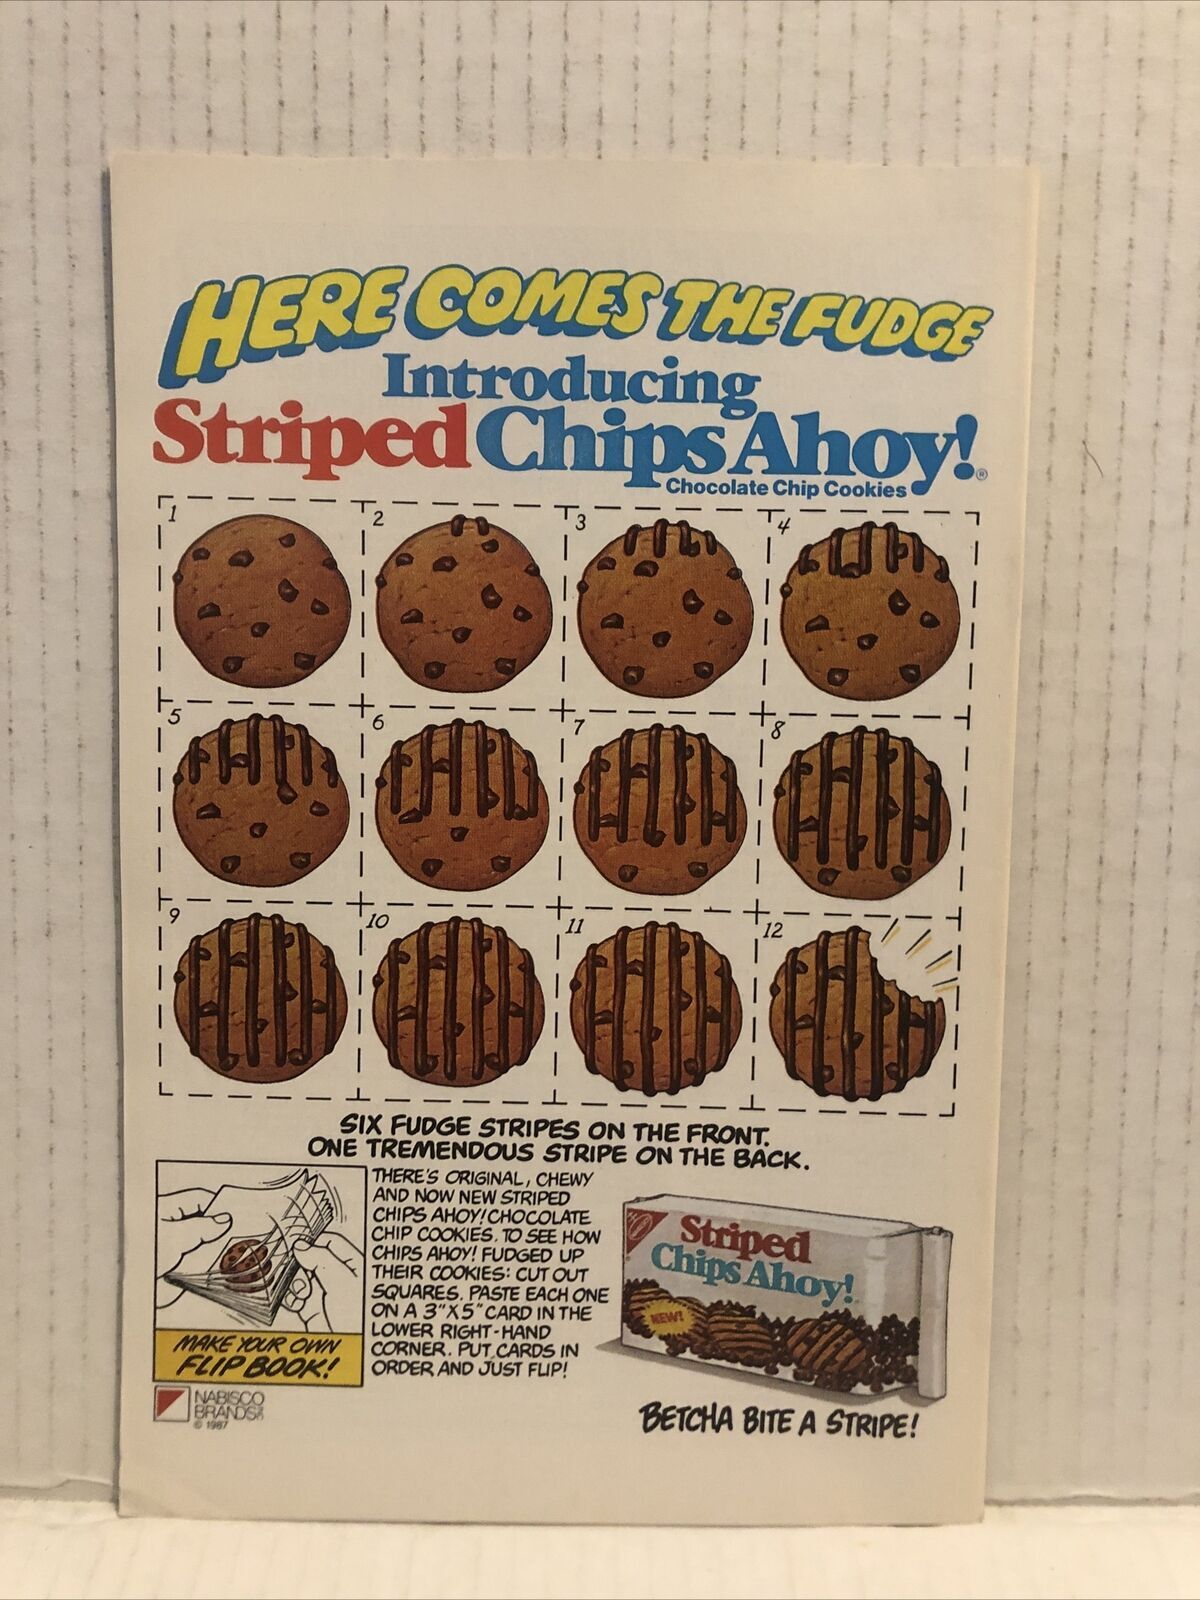 HERE COMES THE FUDGE
Introducing
Striped Chips Ahoy!®
Chocolate Chip Cookies
1
2
3
4
5
6
7
8
9
10
11
12
SIX FUDGE STRIPES ON THE FRONT.
ONE TREMENDOUS STRIPE ON THE BACK.
THERE'S ORIGINAL, CHEWY
AND NOW NEW STRIPED
CHIPS AHOY! CHOCOLATE
CHIP COOKIES. TO SEE HOW
CHIPS AHOY! FUDGED UP
THEIR COOKIES: CUT OUT
SQUARES. PASTE EACH ONE
ON A 3"X5" CARD IN THE
LOWER RIGHT-HAND
CORNER. PUT CARDS IN
ORDER AND JUST FLIP!
MAKE YOUR OWN
FLIP BOOK!
NABISCO
BRANDS
© 1987
Striped
Chips Ahoy!
NEW!
BETCHA BITE A STRIPE!